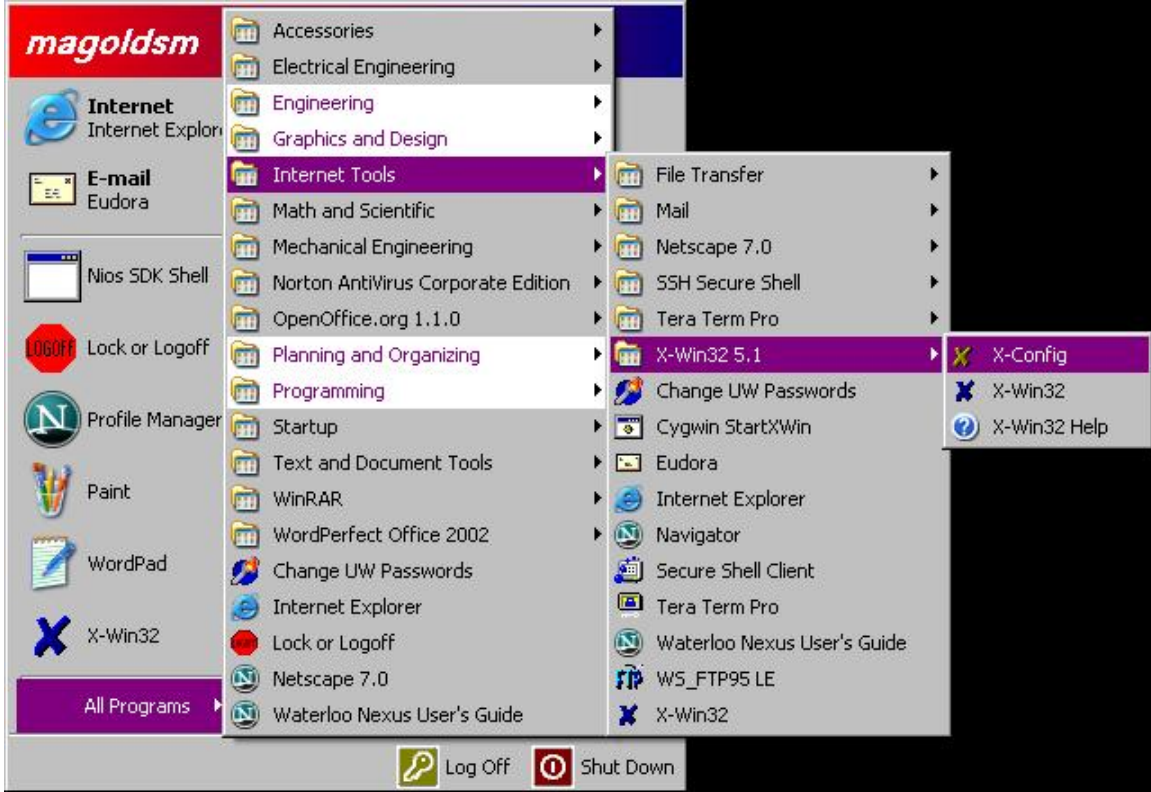 magoldsm
Internet
Internet Explor
E-mail
Eudora
Nios SDK Shell
LOGOFF
Lock or Logoff
N
Profile Manager
Paint
WordPad
X-Win32
All Programs
Accessories
Electrical Engineering
Engineering
Graphics and Design
Internet Tools
Math and Scientific
Mechanical Engineering
Norton AntiVirus Corporate Edition
OpenOffice.org 1.1.0
Planning and Organizing
Programming
Startup
Text and Document Tools
WinRAR
WordPerfect Office 2002
Change UW Passwords
Internet Explorer
Lock or Logoff
Netscape 7.0
Waterloo Nexus User's Guide
File Transfer
Mail
Netscape 7.0
SSH Secure Shell
Tera Term Pro
X-Win32 5.1
Change UW Passwords
Cygwin StartXWin
Eudora
Internet Explorer
Navigator
Secure Shell Client
Tera Term Pro
Waterloo Nexus User's Guide
WS_FTP95 LE
X-Win32
X-Config
X-Win32
X-Win32 Help
Log Off
Shut Down